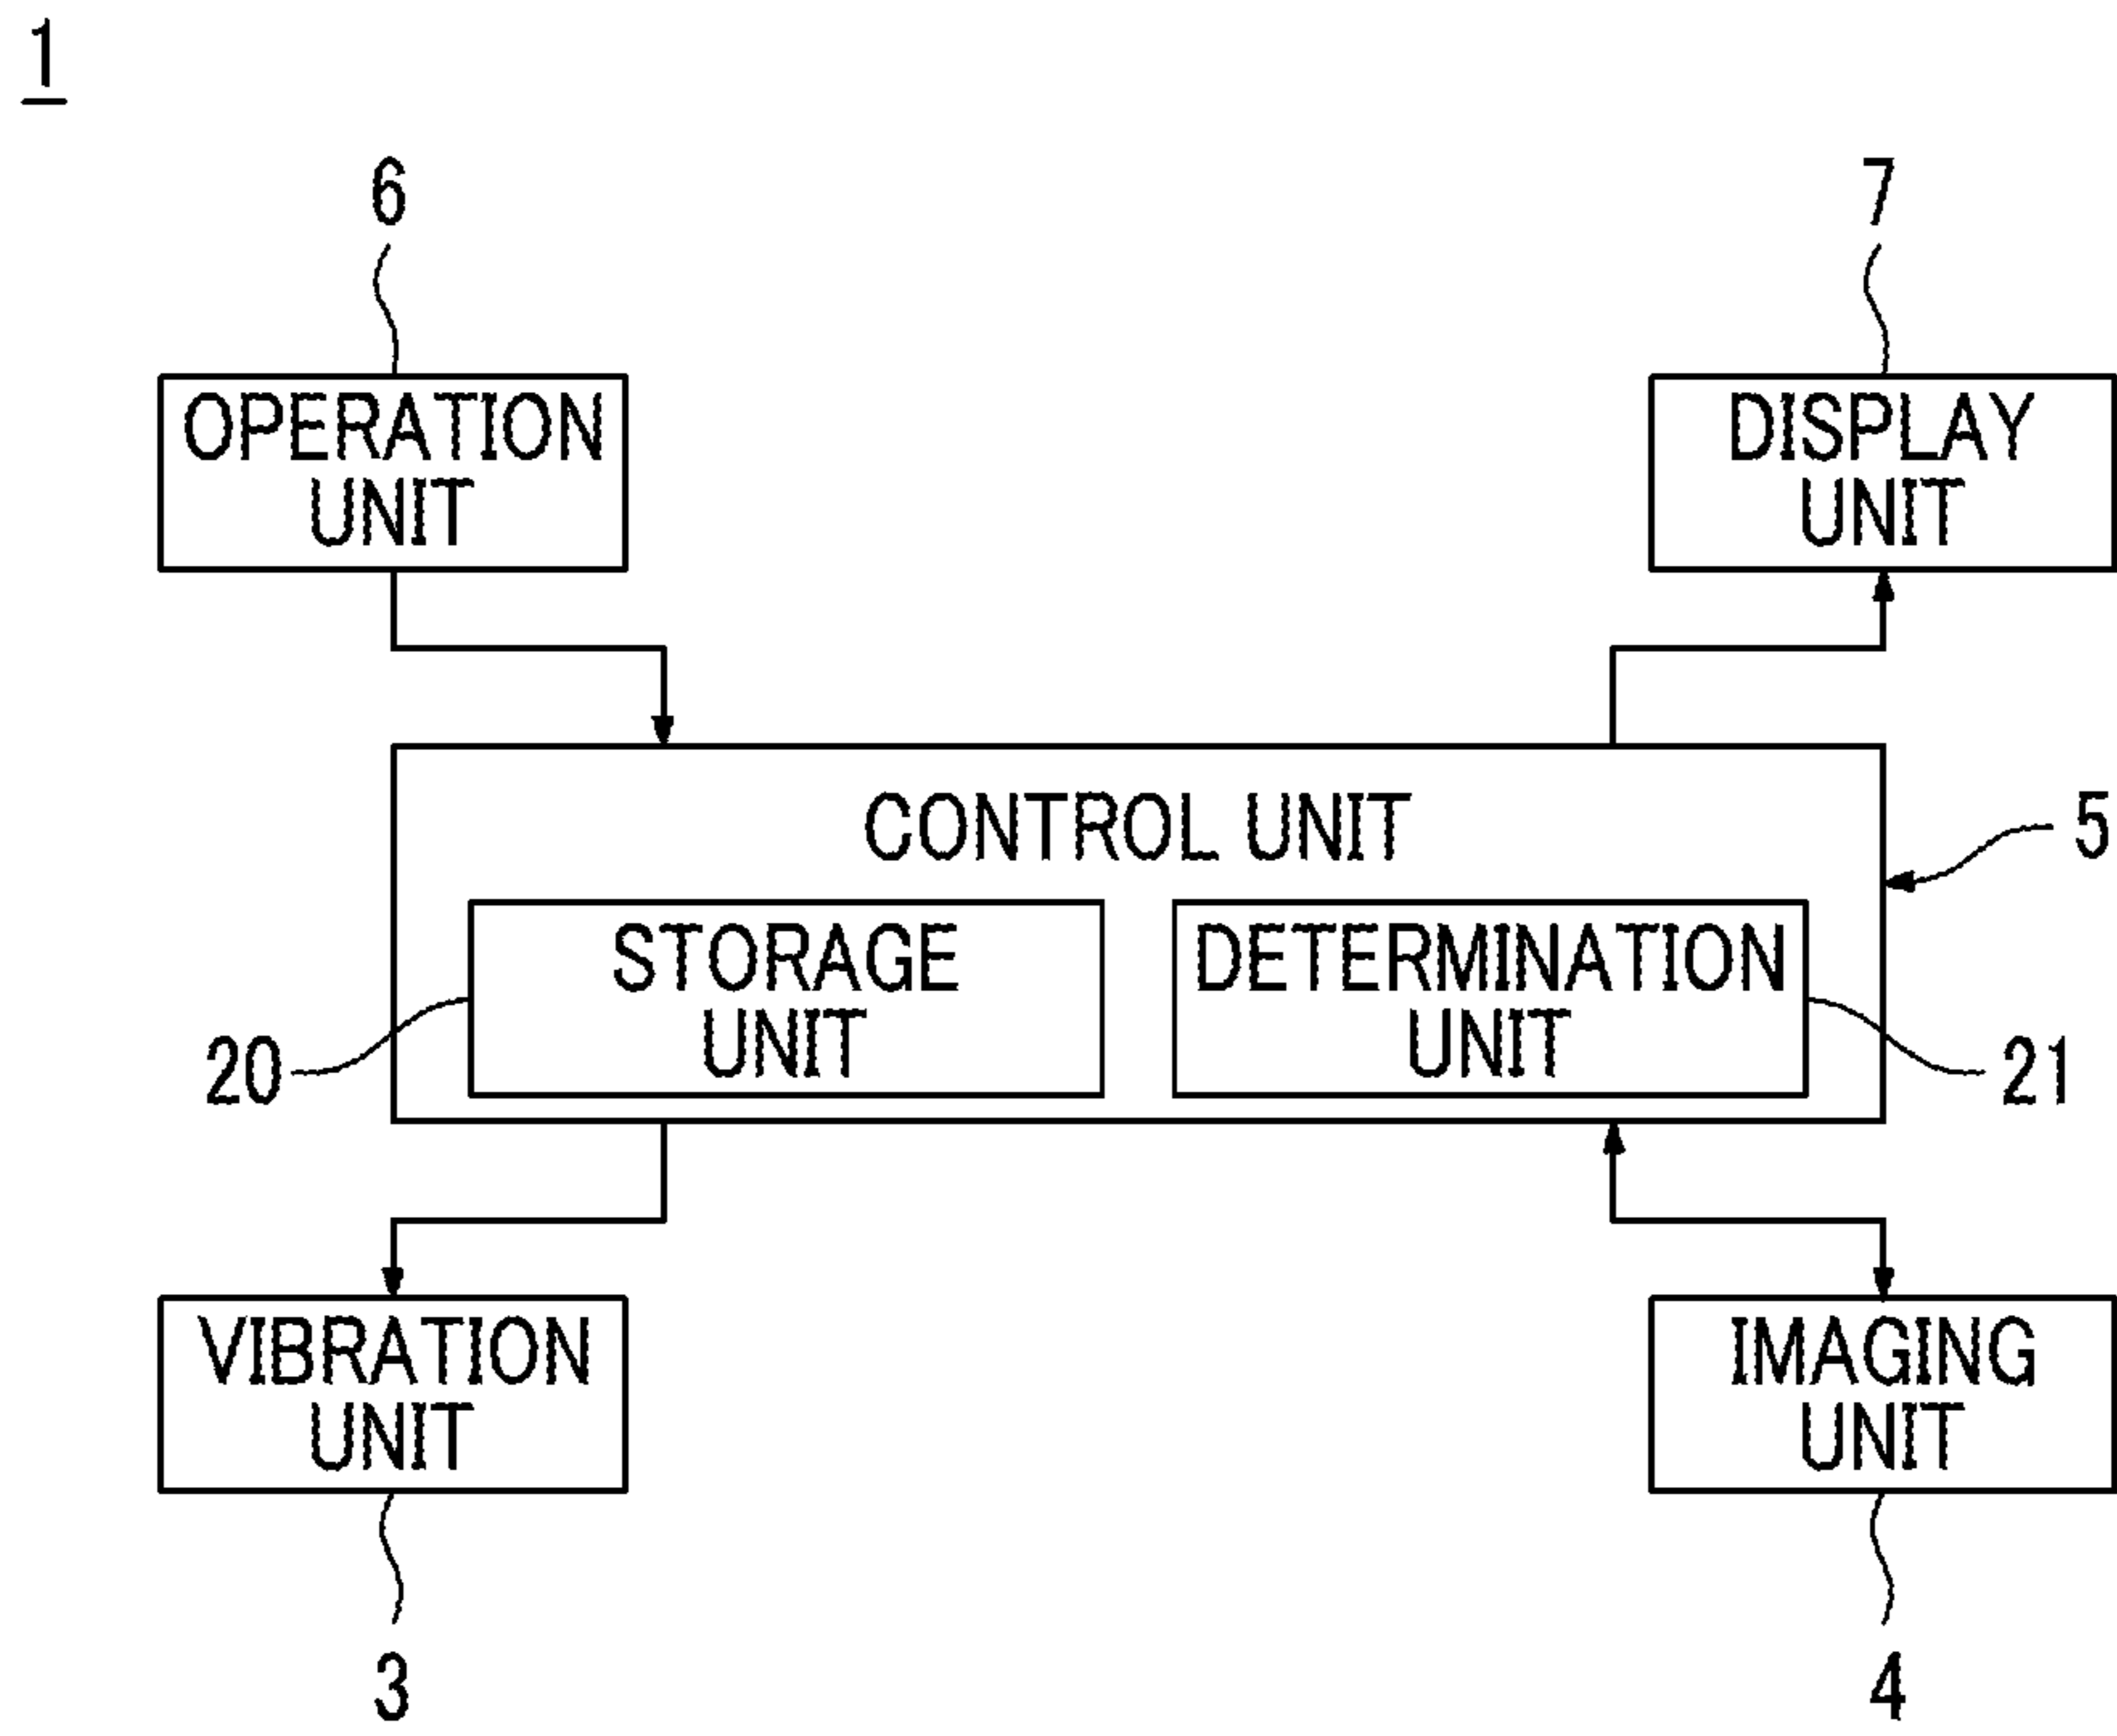 1
6
7
OPERATION
UNIT
DISPLAY
UNIT
CONTROL UNIT
5
STORAGE
UNIT
DETERMINATION
UNIT
20
21
VIBRATION
UNIT
IMAGING
UNIT
3
4